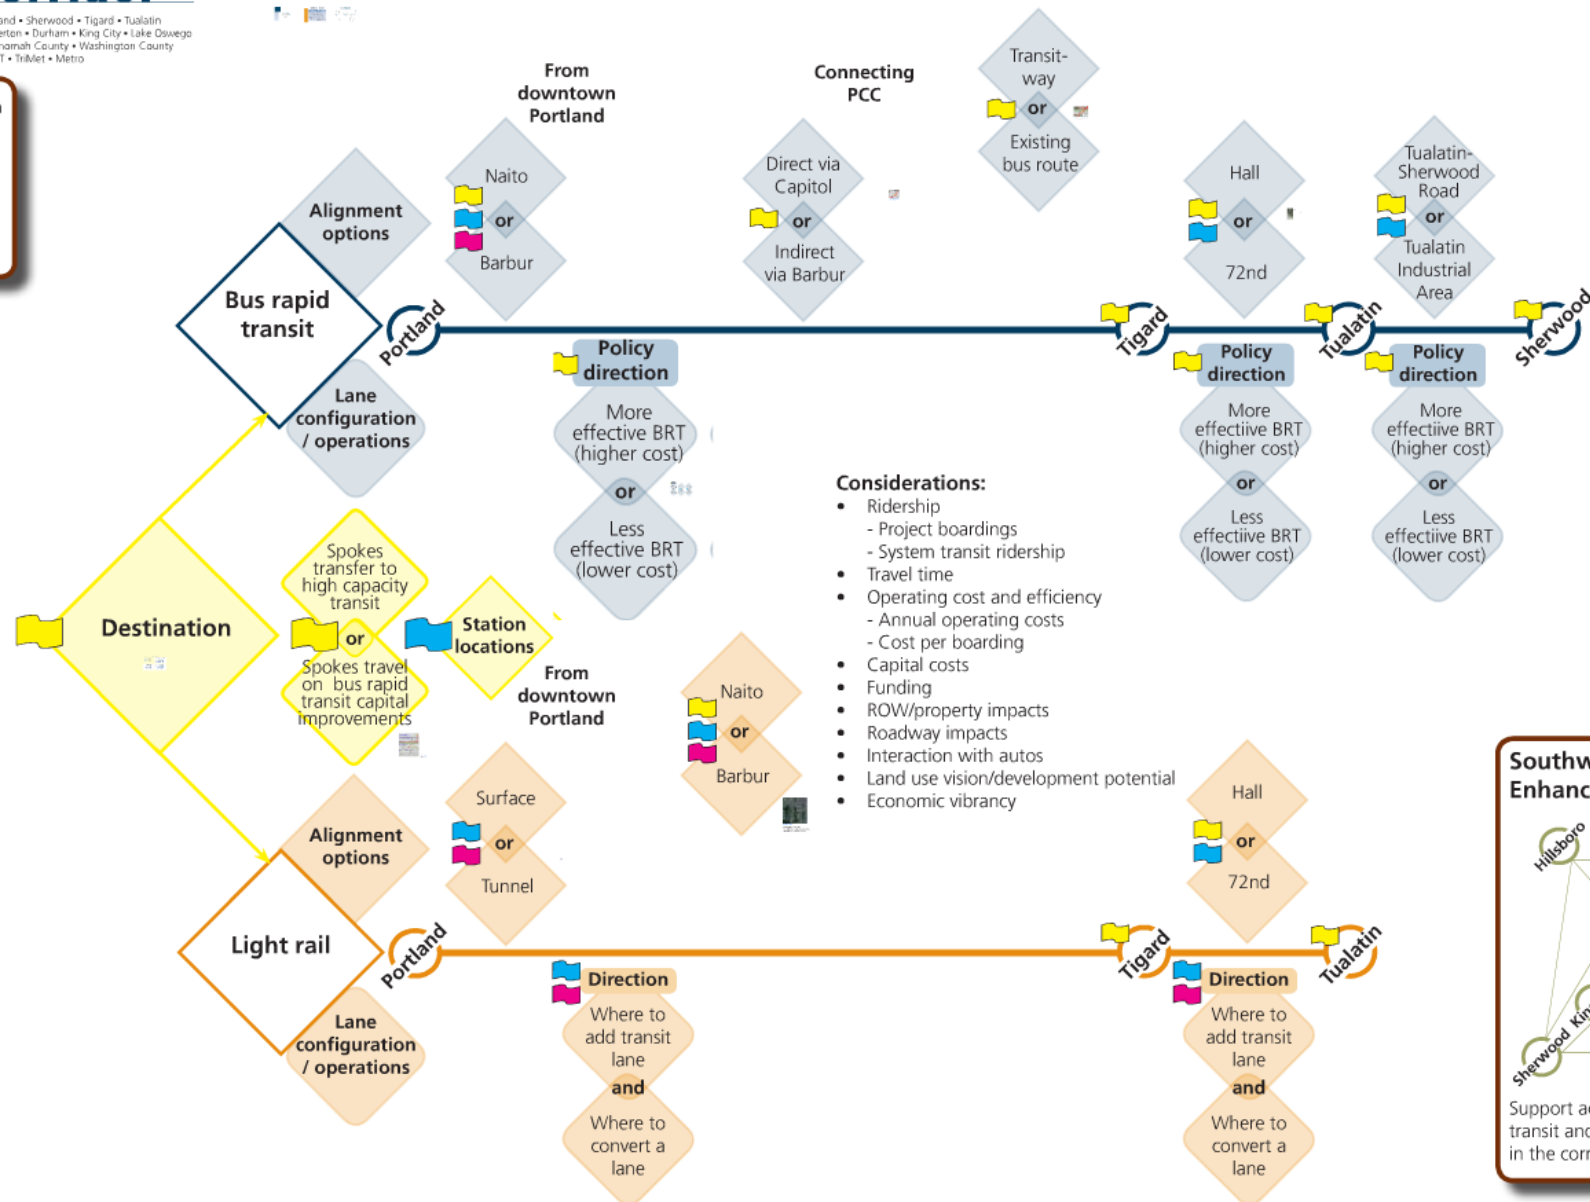 Sherwood • Tigard • Tualatin
Durham • King City • Lake Oswego
County • Washington County
TriMet • Metro
From
downtown
Portland
Connecting
PCC
Transit-
way
or
Existing
bus route
Alignment
options
Naito
or
Barbur
Direct via
Capitol
or
Indirect
via Barbur
Hall
or
72nd
Tualatin-
Sherwood
Road
or
Tualatin
Industrial
Area
Bus rapid
transit
Portland
Tigard
Tualatin
Sherwood
Lane
configuration
/ operations
Policy
direction
More
effective BRT
(higher cost)
or
Less
effectiive BRT
(lower cost)
Policy
direction
More
effectiive BRT
(higher cost)
or
Less
effectiive BRT
(lower cost)
Policy
direction
More
effectiive BRT
(higher cost)
or
Less
effectiive BRT
(lower cost)
Destination
Spokes
transfer to
high capacity
transit
or
Spokes travel
on bus rapid
transit capital
improvements
Station
locations
Considerations:
• Ridership
- Project boardings
- System transit ridership
• Travel time
• Operating cost and efficiency
- Annual operating costs
- Cost per boarding
• Capital costs
• Funding
• ROW/property impacts
• Roadway impacts
• Interaction with autos
• Land use vision/development potential
• Economic vibrancy
From
downtown
Portland
Naito
or
Barbur
Alignment
options
Surface
or
Tunnel
Hall
or
72nd
Light rail
Portland
Tigard
Tualatin
Lane
configuration
/ operations
Direction
Where to
add transit
lane
and
Where to
convert a
lane
Direction
Where to
add transit
lane
and
Where to
convert a
lane
Southw
Enhanc
Hillsboro
Sherwood
Kin
Support a
transit and
in the corr